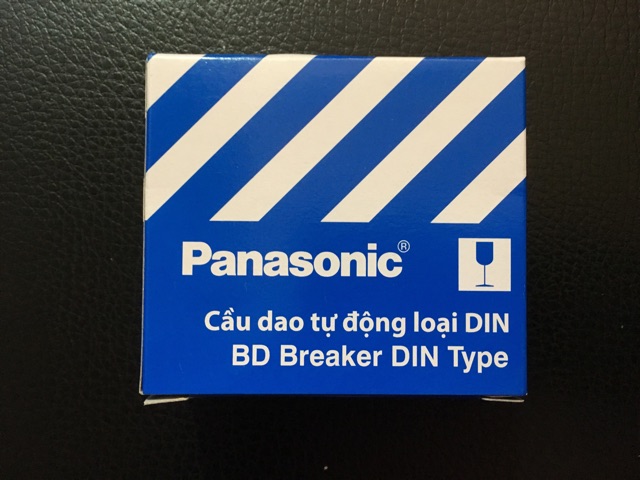 Panasonic®
Cầu dao tự động loại DIN
BD Breaker DIN Type